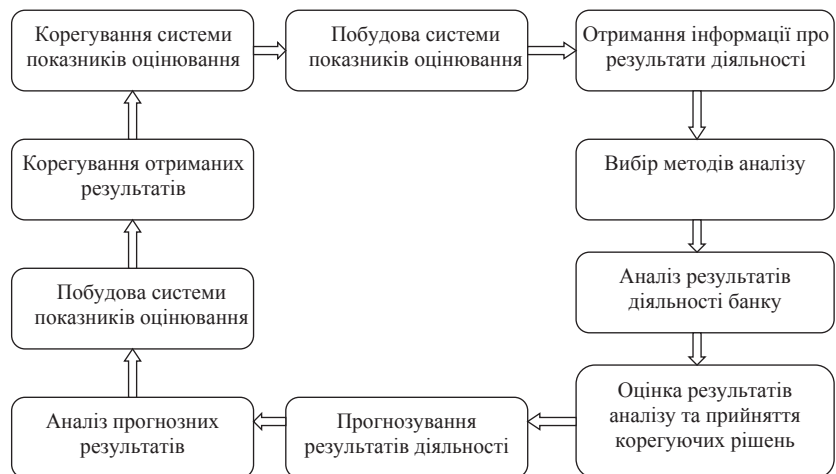 Корегування системи
показників оцінювання
Побудова системи
показників оцінювання
Отримання інформації про
результати діяльності
Корегування отриманих
результатів
Вибір методів аналізу
Побудова системи
показників оцінювання
Аналіз результатів
діяльності банку
Аналіз прогнозних
результатів
Прогнозування
результатів діяльності
Оцінка результатів
аналізу та прийняття
корегуючих рішень